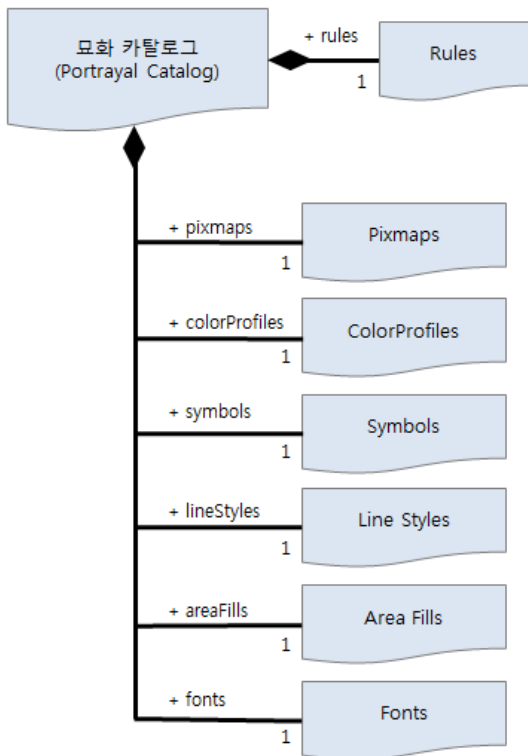 묘화 카탈로그
(Portrayal Catalog)
+ rules
1
Rules
+ pixmaps
1
Pixmaps
+ colorProfiles
1
ColorProfiles
+ symbols
1
Symbols
+ lineStyles
1
Line Styles
+ areaFills
1
Area Fills
+ fonts
1
Fonts